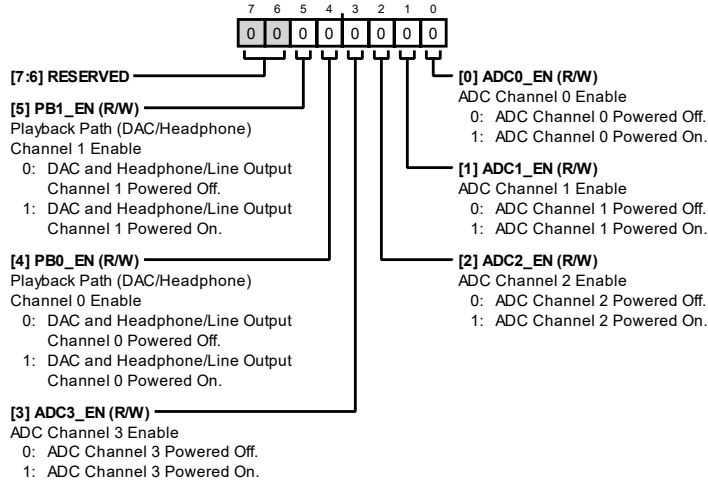 7 6 5 4 3 2 1 0
0 0 0 0 0 0 0 0
[7:6] RESERVED
[5] PB1_EN (R/W)
Playback Path (DAC/Headphone)
Channel 1 Enable
0: DAC and Headphone/Line Output
Channel 1 Powered Off.
1: DAC and Headphone/Line Output
Channel 1 Powered On.
[4] PB0_EN (R/W)
Playback Path (DAC/Headphone)
Channel 0 Enable
0: DAC and Headphone/Line Output
Channel 0 Powered Off.
1: DAC and Headphone/Line Output
Channel 0 Powered On.
[3] ADC3_EN (R/W)
ADC Channel 3 Enable
0: ADC Channel 3 Powered Off.
1: ADC Channel 3 Powered On.
[0] ADC0_EN (R/W)
ADC Channel 0 Enable
0: ADC Channel 0 Powered Off.
1: ADC Channel 0 Powered On.
[1] ADC1_EN (R/W)
ADC Channel 1 Enable
0: ADC Channel 1 Powered Off.
1: ADC Channel 1 Powered On.
[2] ADC2_EN (R/W)
ADC Channel 2 Enable
0: ADC Channel 2 Powered Off.
1: ADC Channel 2 Powered On.